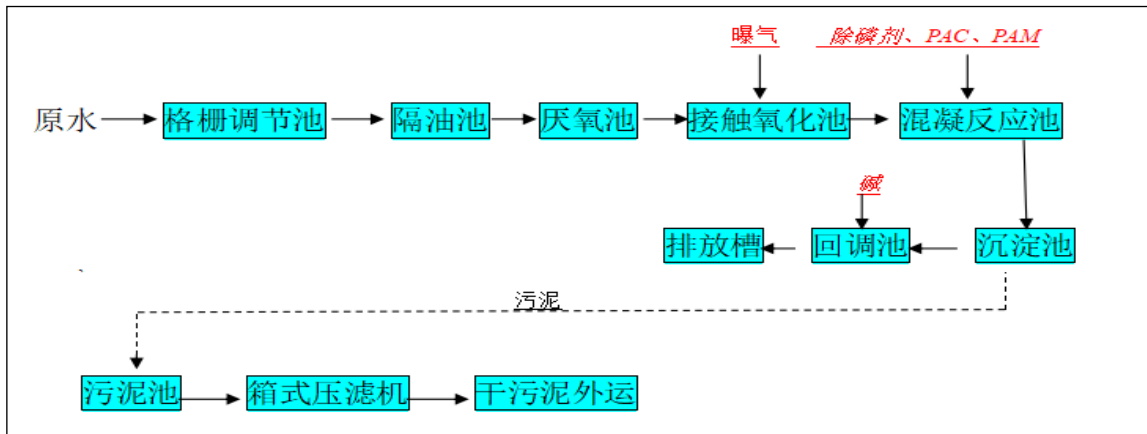 曝气 除磷剂、PAC、PAM
原水 格栅调节池 隔油池 厌氧池 接触氧化池 混凝反应池
碱
排放槽 回调池 沉淀池
污泥
污泥池 箱式压滤机 干污泥外运